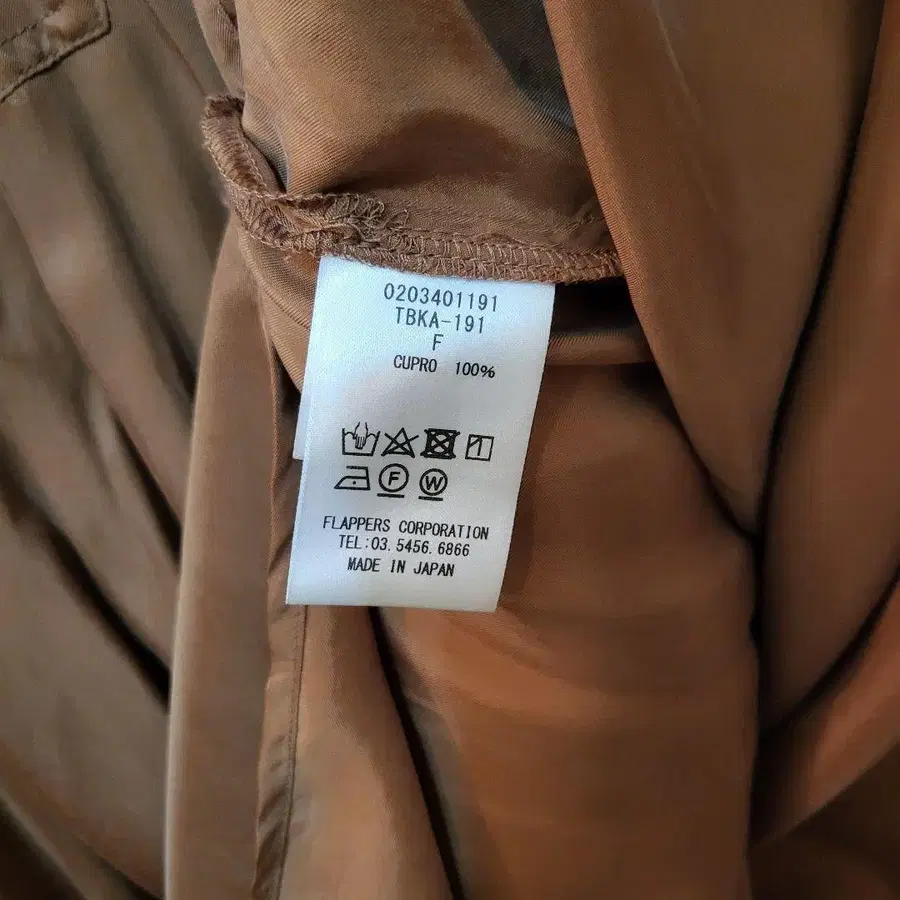 0203401191
TBKA-191
F
CUPRO 100%
F W
FLAPPERS CORPORATION
TEL:03.5456.6866
MADE IN JAPAN